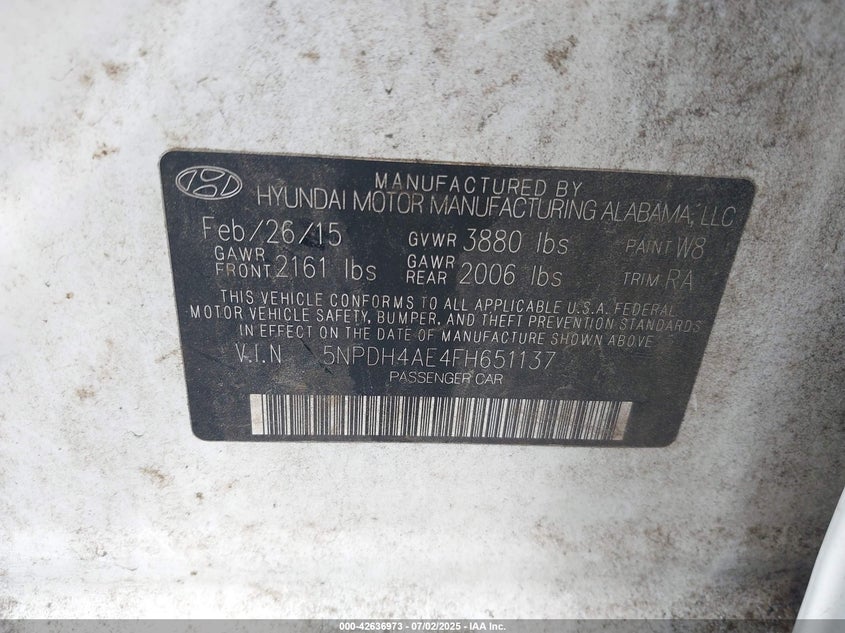 MANUFACTURED BY
HYUNDAI MOTOR MANUFACTURING ALABAMA, LLC
Feb/26/15 GVWR 3880 lbs PAINT W8
GAWR FRONT 2161 lbs GAWR REAR 2006 lbs TRIM RA
THIS VEHICLE CONFORMS TO ALL APPLICABLE U.S.A. FEDERAL
MOTOR VEHICLE SAFETY, BUMPER, AND THEFT PREVENTION STANDARDS
IN EFFECT ON THE DATE OF MANUFACTURE SHOWN ABOVE
V.I.N 5NPDH4AE4FH651137
PASSENGER CAR
000-42636973 - 07/02/2025 - IAA Inc.